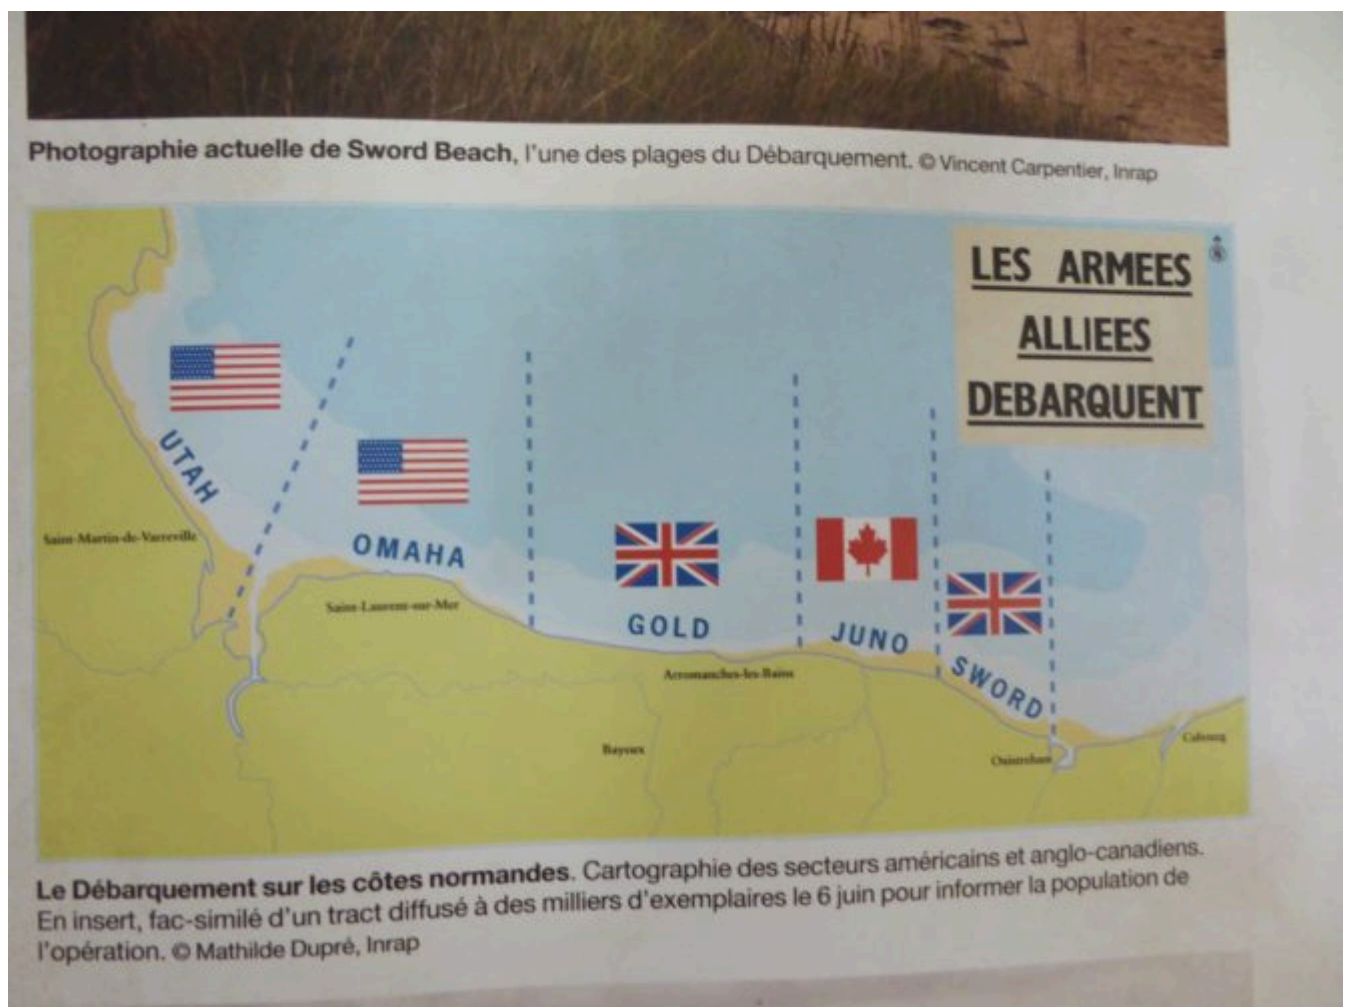 Photographie actuelle de Sword Beach, l'une des plages du Débarquement. © Vincent Carpentier, Inrap
LES ARMEES
ALLIEES
DEBARQUENT
UTAH
Saint-Martin-de-Varreville
OMAHA
Saint-Laurent-sur-Mer
GOLD
JUNO
Arromanches-les-Bains
SWORD
Bayeux
Ouistreham
Cabourg
Le Débarquement sur les côtes normandes. Cartographie des secteurs américains et anglo-canadiens.
En insert, fac-similé d'un tract diffusé à des milliers d'exemplaires le 6 juin pour informer la population de
l'opération. © Mathilde Dupré, Inrap